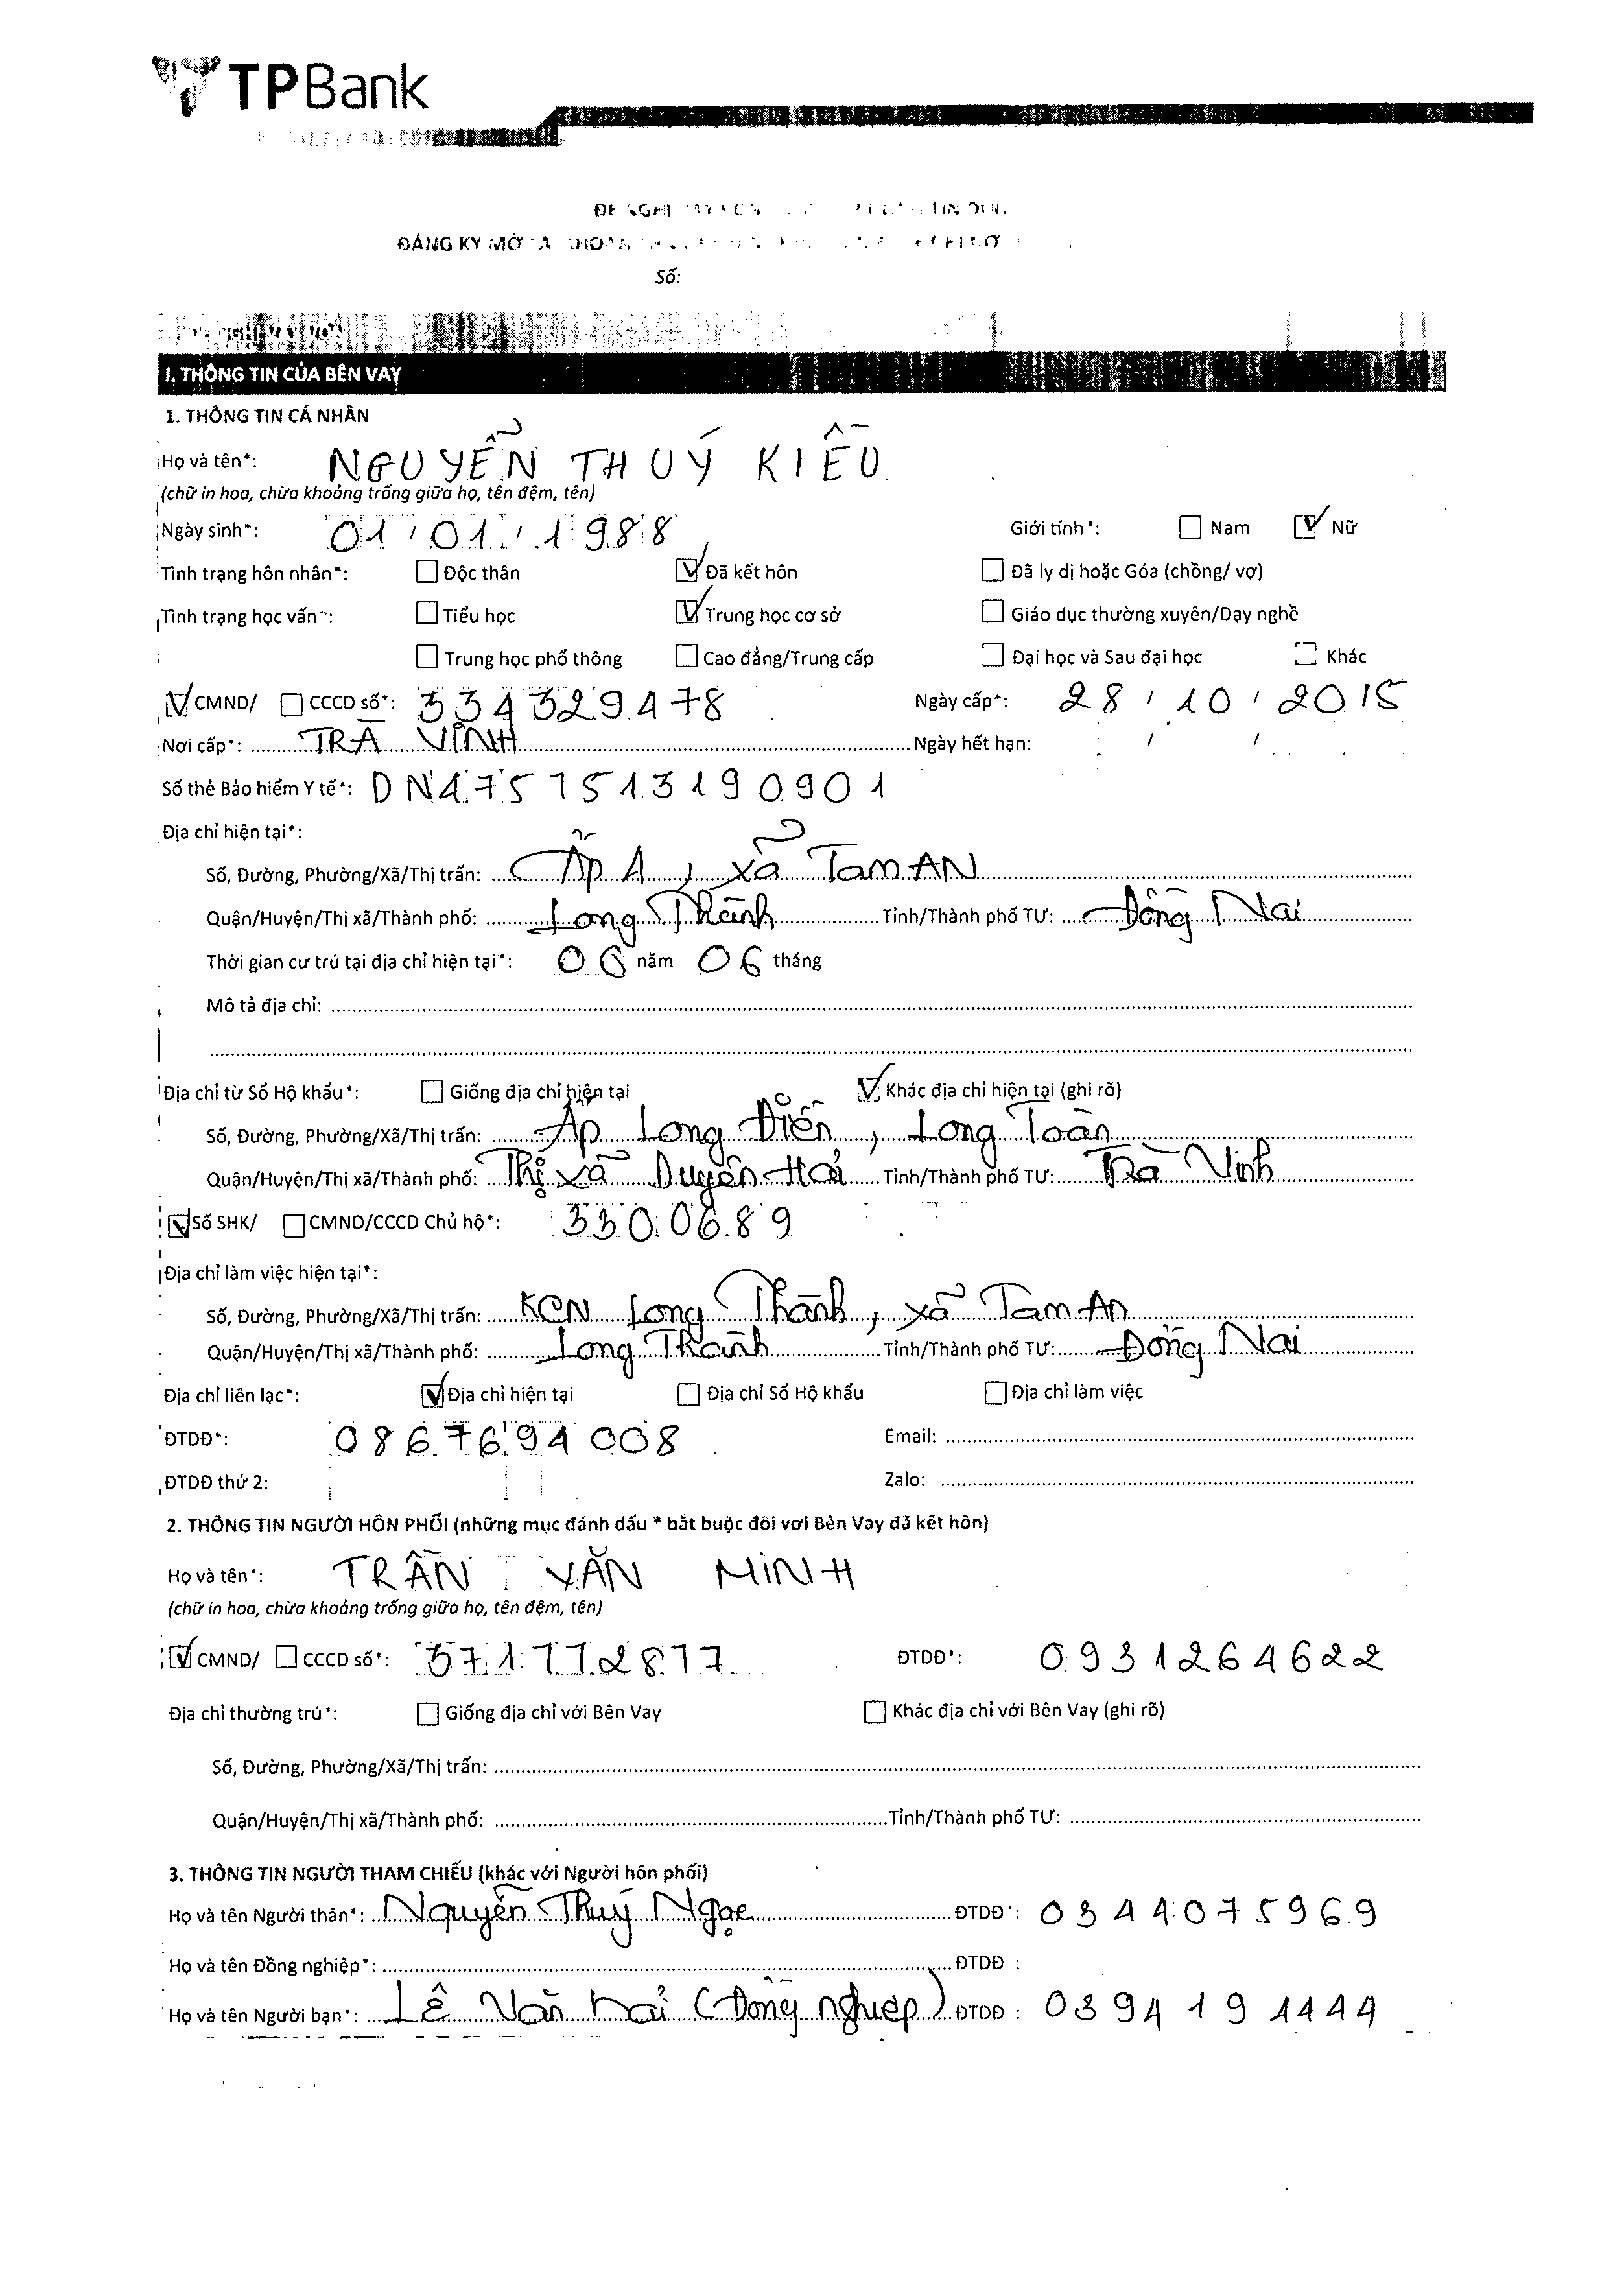 TPBank
Số:
I. THÔNG TIN CỦA BÊN VAY
1. THÔNG TIN CÁ NHÂN
Họ và tên*: NGUYỄN THUÝ KIỀU
(chữ in hoa, chừa khoảng trống giữa họ, tên đệm, tên)
Ngày sinh*: 01 / 01 / 1988 Giới tính*: Nam Nữ
Tình trạng hôn nhân*: Độc thân Đã kết hôn Đã ly dị hoặc Góa (chồng/ vợ)
Tình trạng học vấn*: Tiểu học Trung học cơ sở Giáo dục thường xuyên/Dạy nghề
Trung học phổ thông Cao đẳng/Trung cấp Đại học và Sau đại học Khác
CMND/ CCCD số*: 334329478 Ngày cấp*: 28 / 10 / 2015
Nơi cấp*: TRÀ VINH Ngày hết hạn: / /
Số thẻ Bảo hiểm Y tế*: DN4757513190901
Địa chỉ hiện tại*:
Số, Đường, Phường/Xã/Thị trấn: Ấp 1, xã Tam AN
Quận/Huyện/Thị xã/Thành phố: Long Thành Tỉnh/Thành phố TƯ: Đồng Nai
Thời gian cư trú tại địa chỉ hiện tại*: 06 năm 06 tháng
Mô tả địa chỉ:
Địa chỉ từ Sổ Hộ khẩu*: Giống địa chỉ hiện tại Khác địa chỉ hiện tại (ghi rõ)
Số, Đường, Phường/Xã/Thị trấn: Ấp Long Điền, Long Toàn
Quận/Huyện/Thị xã/Thành phố: Thị xã Duyên Hải Tỉnh/Thành phố TƯ: Trà Vinh
Số SHK/ CMND/CCCD Chủ hộ*: 3300689
Địa chỉ làm việc hiện tại*:
Số, Đường, Phường/Xã/Thị trấn: KCN Long Thành, xã Tam An
Quận/Huyện/Thị xã/Thành phố: Long Thành Tỉnh/Thành phố TƯ: Đồng Nai
Địa chỉ liên lạc*: Địa chỉ hiện tại Địa chỉ Sổ Hộ khẩu Địa chỉ làm việc
ĐTDĐ*: 0867694008 Email:
ĐTDĐ thứ 2: Zalo:
2. THÔNG TIN NGƯỜI HÔN PHỐI (những mục đánh dấu * bắt buộc đối với Bên Vay đã kết hôn)
Họ và tên*: TRẦN VĂN MINH
(chữ in hoa, chừa khoảng trống giữa họ, tên đệm, tên)
CMND/ CCCD số*: 371772877 ĐTDĐ*: 0931264622
Địa chỉ thường trú*: Giống địa chỉ với Bên Vay Khác địa chỉ với Bên Vay (ghi rõ)
Số, Đường, Phường/Xã/Thị trấn:
Quận/Huyện/Thị xã/Thành phố: Tỉnh/Thành phố TƯ:
3. THÔNG TIN NGƯỜI THAM CHIẾU (khác với Người hôn phối)
Họ và tên Người thân*: Nguyễn Thuý Ngọc ĐTDĐ*: 0344075969
Họ và tên Đồng nghiệp*: ĐTDĐ :
Họ và tên Người bạn*: Lê Văn Hải (Đồng nghiệp) ĐTDĐ : 0394191444